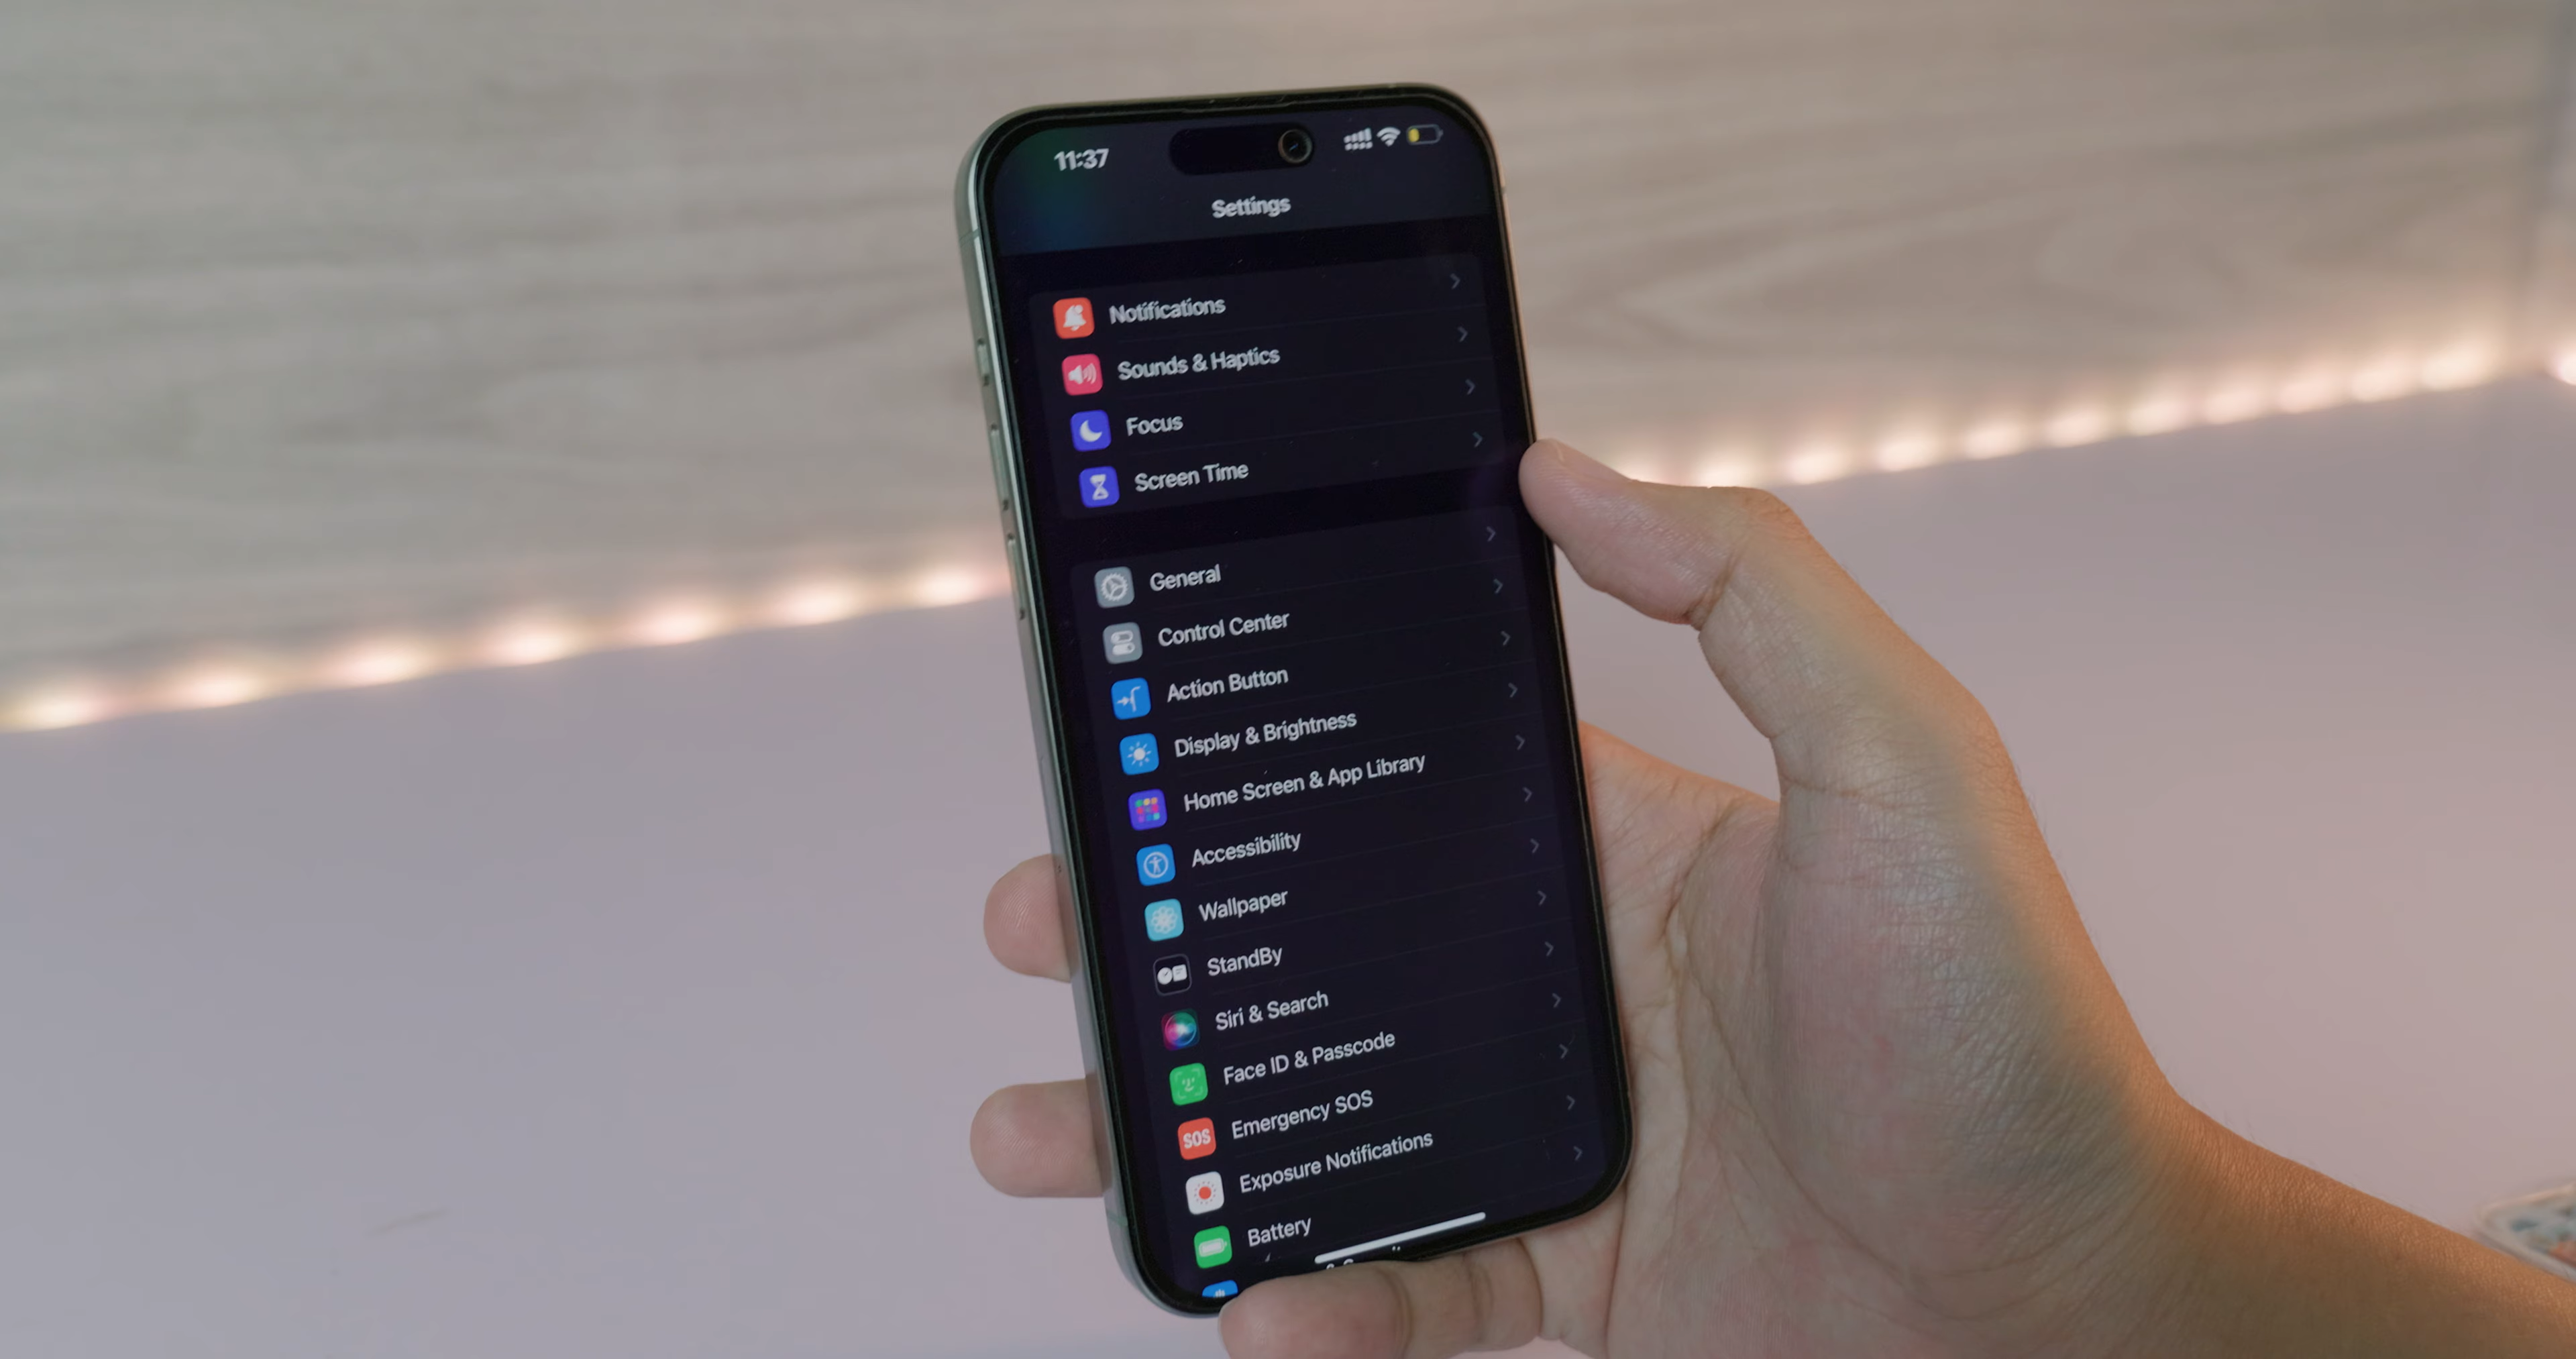 11:37
Settings
Notifications
Sounds & Haptics
Focus
Screen Time
General
Control Center
Action Button
Display & Brightness
Home Screen & App Library
Accessibility
Wallpaper
StandBy
Siri & Search
Face ID & Passcode
SOS Emergency SOS
Exposure Notifications
Battery